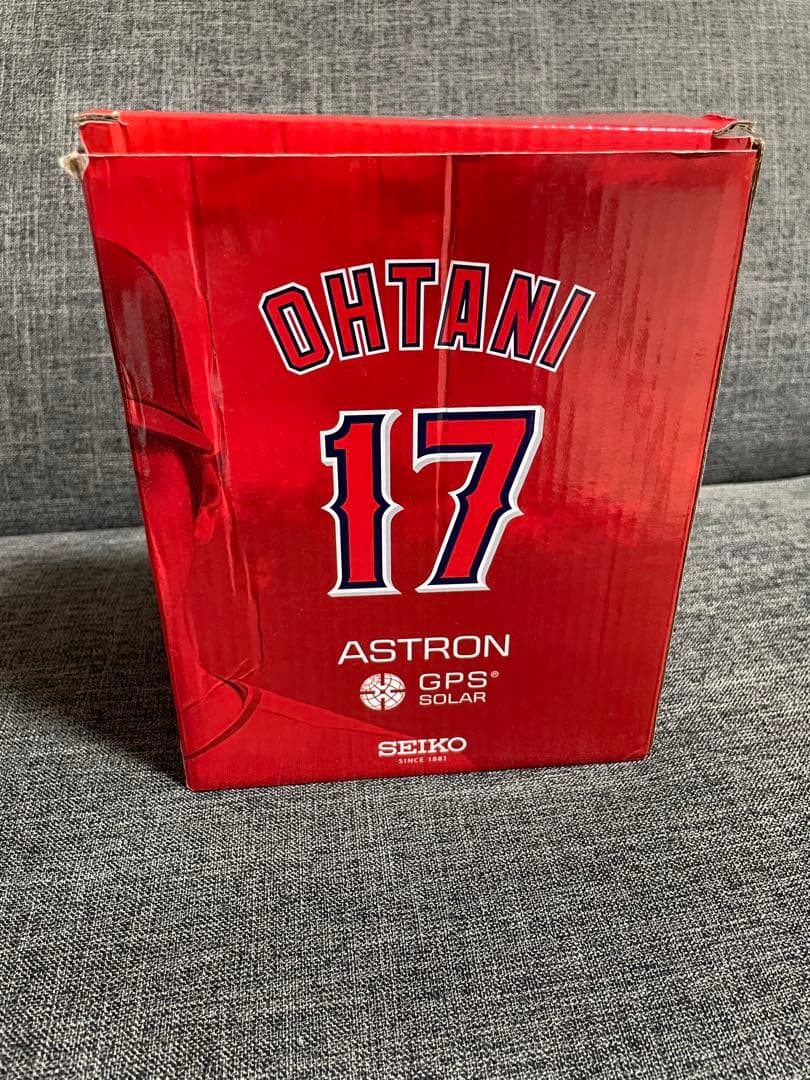 OHTANI
17
ASTRON
GPS®
SOLAR
SEIKO
SINCE 1881